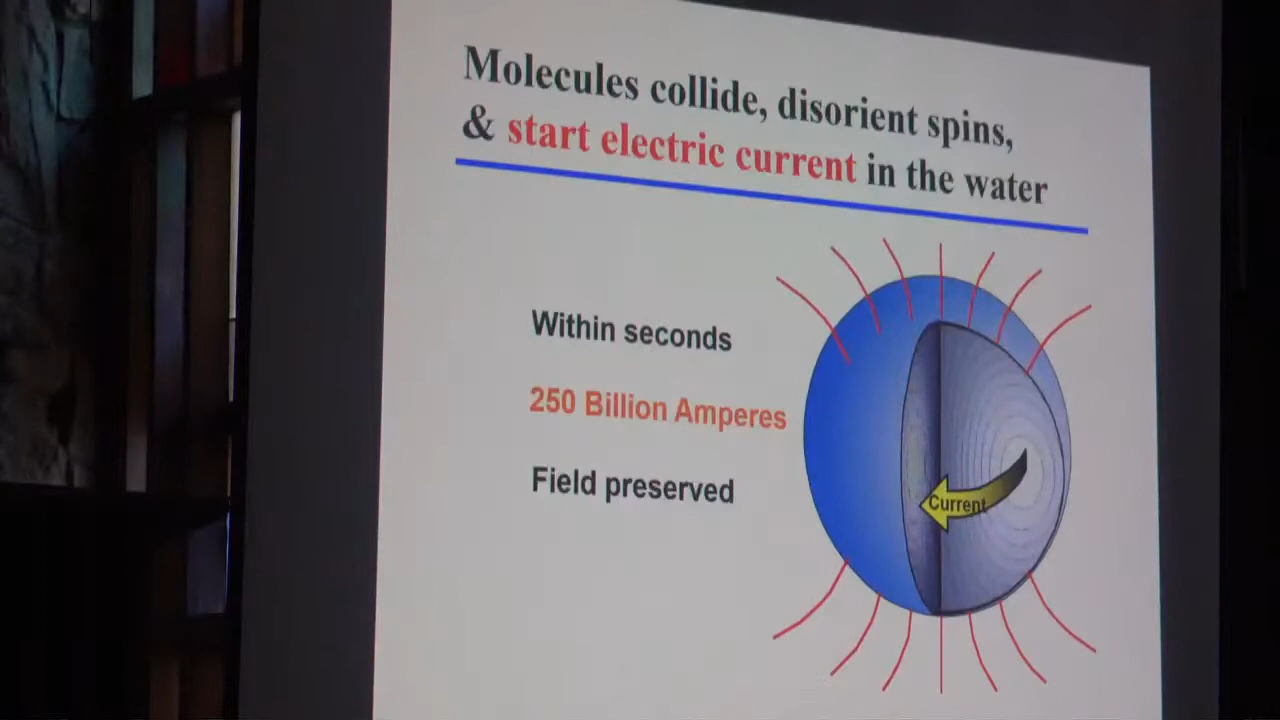 Molecules collide, disorient spins,
& start electric current in the water
Within seconds
250 Billion Amperes
Field preserved
Current